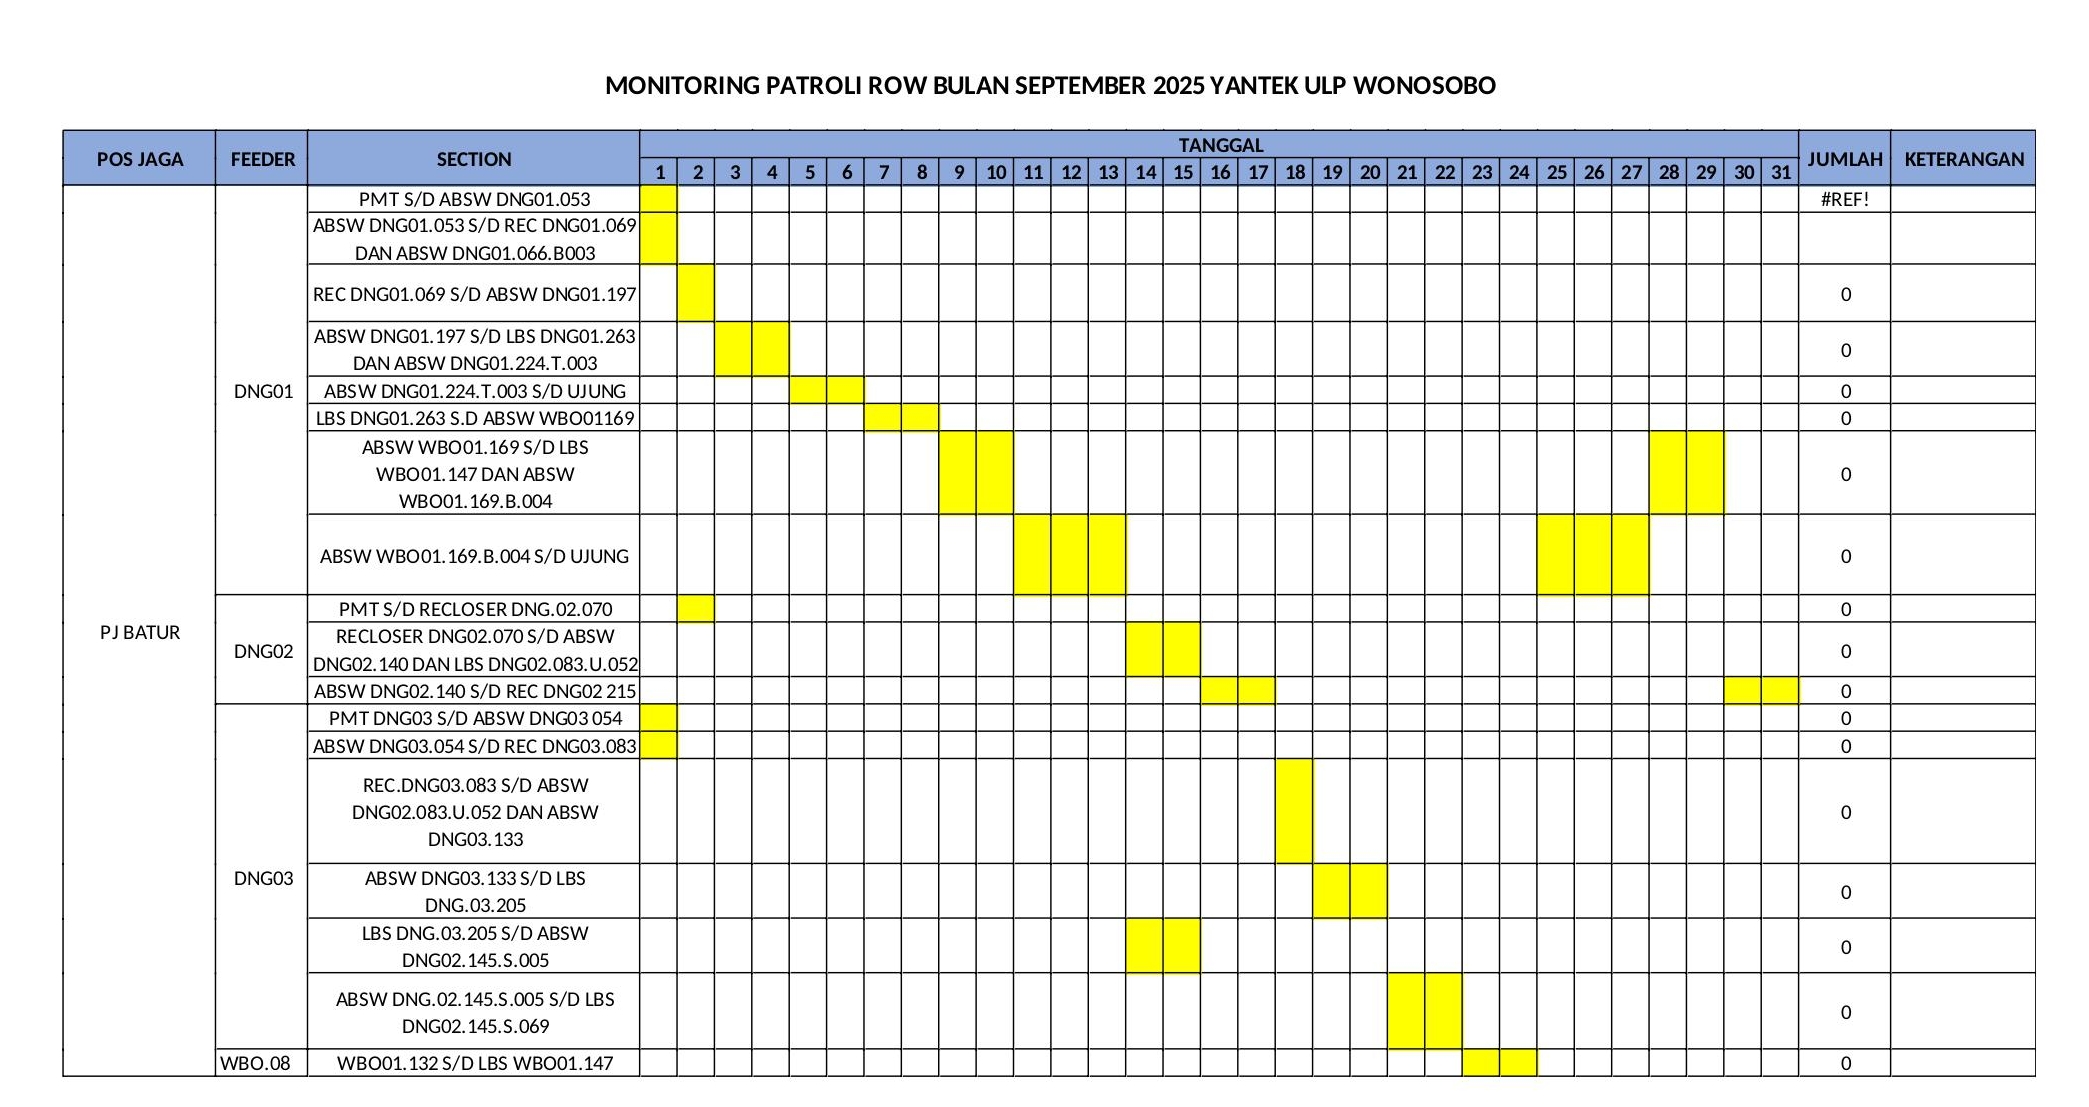 MONITORING PATROLI ROW BULAN SEPTEMBER 2025 YANTEK ULP WONOSOBO
POS JAGA FEEDER SECTION TANGGAL JUMLAH KETERANGAN
1 2 3 4 5 6 7 8 9 10 11 12 13 14 15 16 17 18 19 20 21 22 23 24 25 26 27 28 29 30 31
PJ BATUR
DNG01
PMT S/D ABSW DNG01.053 #REF!
ABSW DNG01.053 S/D REC DNG01.069
DAN ABSW DNG01.066.B003
REC DNG01.069 S/D ABSW DNG01.197 0
ABSW DNG01.197 S/D LBS DNG01.263
DAN ABSW DNG01.224.T.003 0
ABSW DNG01.224.T.003 S/D UJUNG 0
LBS DNG01.263 S.D ABSW WBO01169 0
ABSW WBO01.169 S/D LBS
WBO01.147 DAN ABSW 0
WBO01.169.B.004
ABSW WBO01.169.B.004 S/D UJUNG 0
DNG02
PMT S/D RECLOSER DNG.02.070 0
RECLOSER DNG02.070 S/D ABSW
DNG02.140 DAN LBS DNG02.083.U.052 0
ABSW DNG02.140 S/D REC DNG02 215 0
DNG03
PMT DNG03 S/D ABSW DNG03 054 0
ABSW DNG03.054 S/D REC DNG03.083 0
REC.DNG03.083 S/D ABSW
DNG02.083.U.052 DAN ABSW 0
DNG03.133
ABSW DNG03.133 S/D LBS
DNG.03.205 0
LBS DNG.03.205 S/D ABSW
DNG02.145.S.005 0
ABSW DNG.02.145.S.005 S/D LBS
DNG02.145.S.069 0
WBO.08 WBO01.132 S/D LBS WBO01.147 0